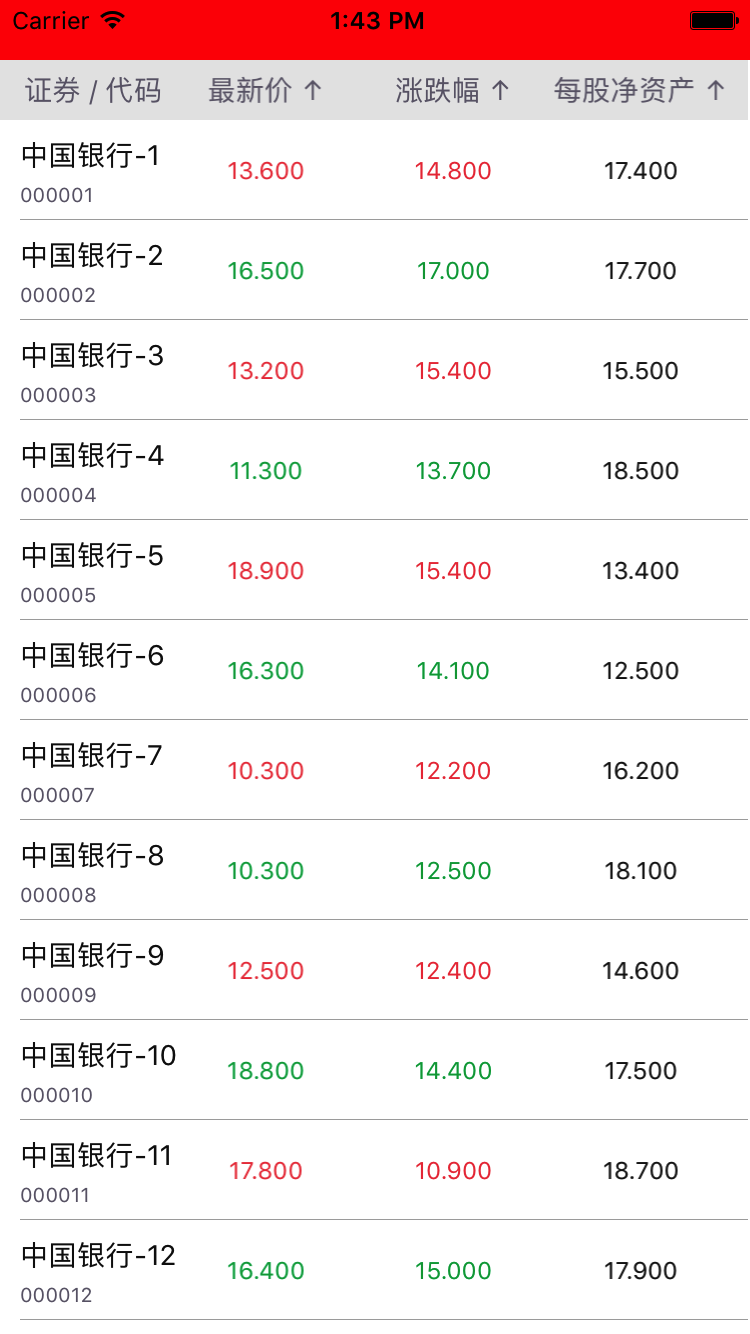 Carrier 1:43 PM
证券 / 代码 最新价 ↑ 涨跌幅 ↑ 每股净资产 ↑
中国银行-1 13.600 14.800 17.400
000001
中国银行-2 16.500 17.000 17.700
000002
中国银行-3 13.200 15.400 15.500
000003
中国银行-4 11.300 13.700 18.500
000004
中国银行-5 18.900 15.400 13.400
000005
中国银行-6 16.300 14.100 12.500
000006
中国银行-7 10.300 12.200 16.200
000007
中国银行-8 10.300 12.500 18.100
000008
中国银行-9 12.500 12.400 14.600
000009
中国银行-10 18.800 14.400 17.500
000010
中国银行-11 17.800 10.900 18.700
000011
中国银行-12 16.400 15.000 17.900
000012